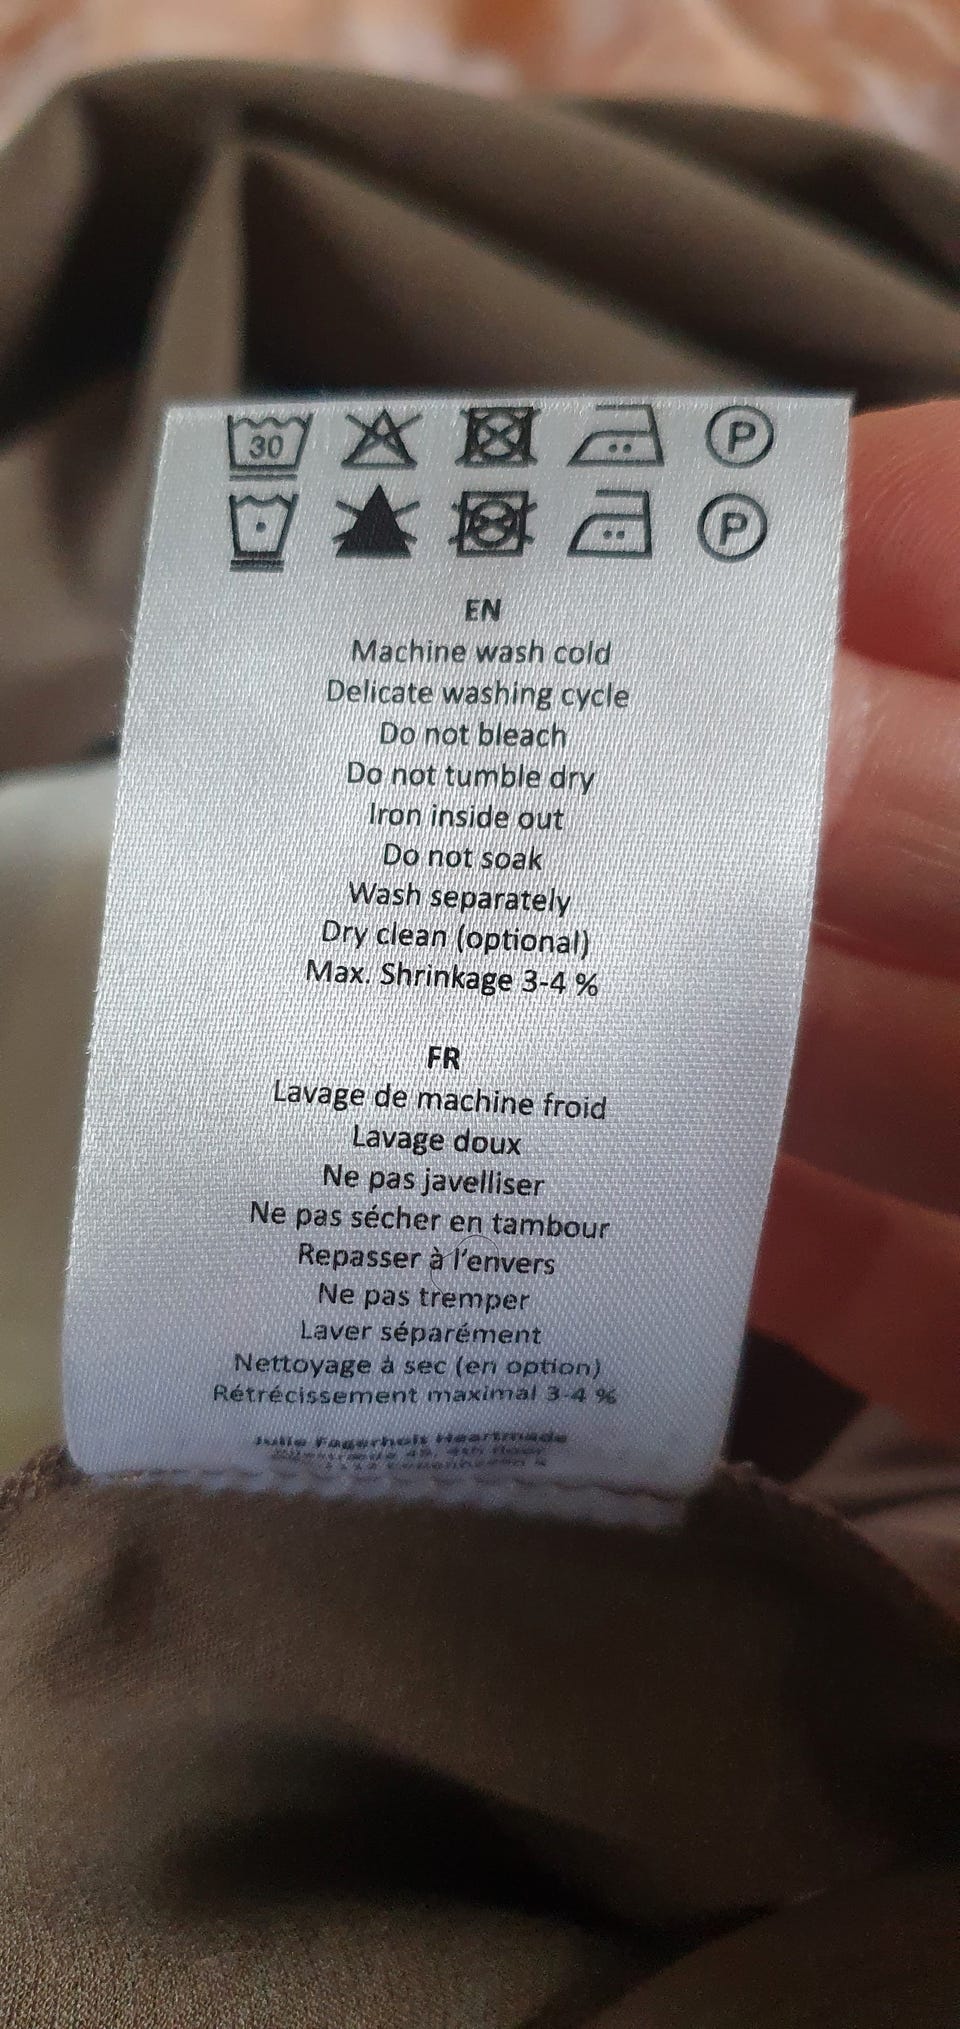 30 P
P
EN
Machine wash cold
Delicate washing cycle
Do not bleach
Do not tumble dry
Iron inside out
Do not soak
Wash separately
Dry clean (optional)
Max. Shrinkage 3-4 %
FR
Lavage de machine froid
Lavage doux
Ne pas javelliser
Ne pas sécher en tambour
Repasser à l'envers
Ne pas tremper
Laver séparément
Nettoyage à sec (en option)
Rétrécissement maximal 3-4 %
Julie Fagerholt Heartmade